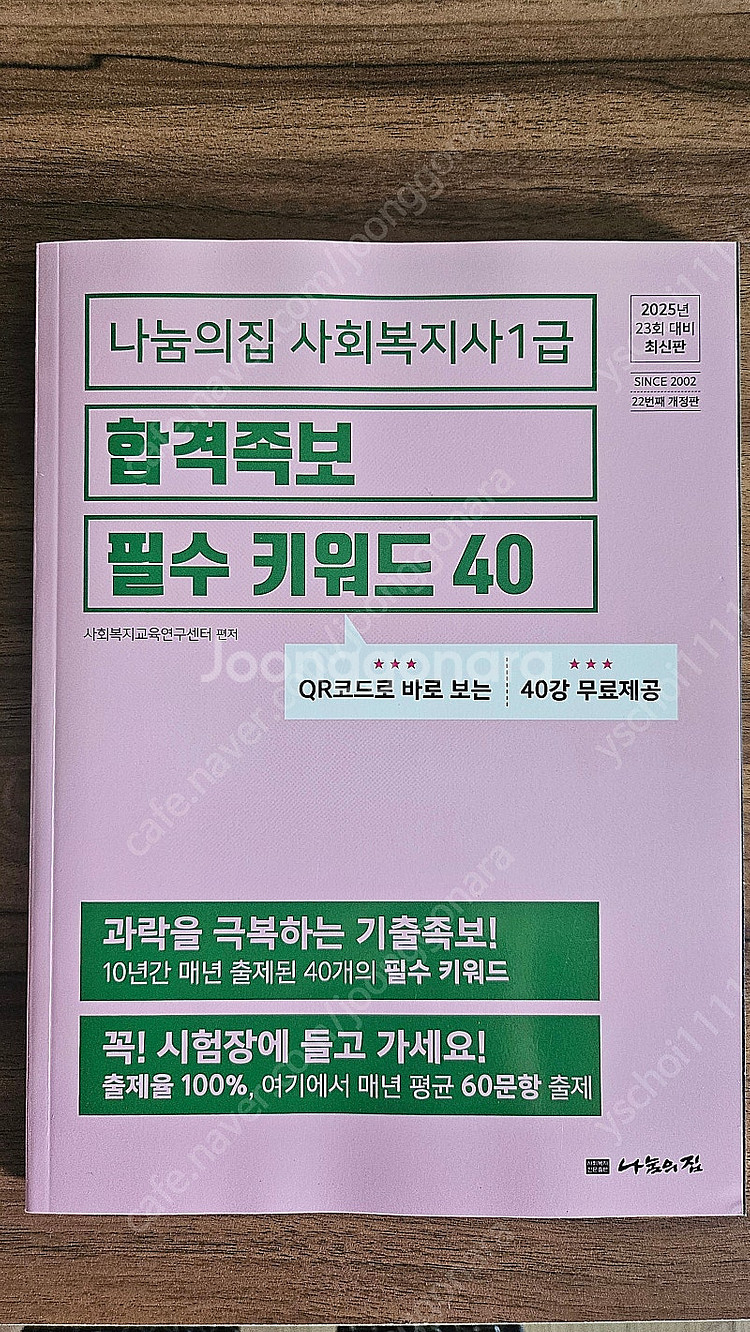 나눔의집 사회복지사1급
2025년
23회 대비
최신판
SINCE 2002
22번째 개정판
합격족보
필수 키워드 40
사회복지교육연구센터 편저
★★★ ★★★
QR코드로 바로 보는 40강 무료제공
Joonggonara
cafe.naver.com/joonggonara
yschoi1111
과락을 극복하는 기출족보!
10년간 매년 출제된 40개의 필수 키워드
꼭! 시험장에 들고 가세요!
출제율 100%, 여기에서 매년 평균 60문항 출제
나눔의집